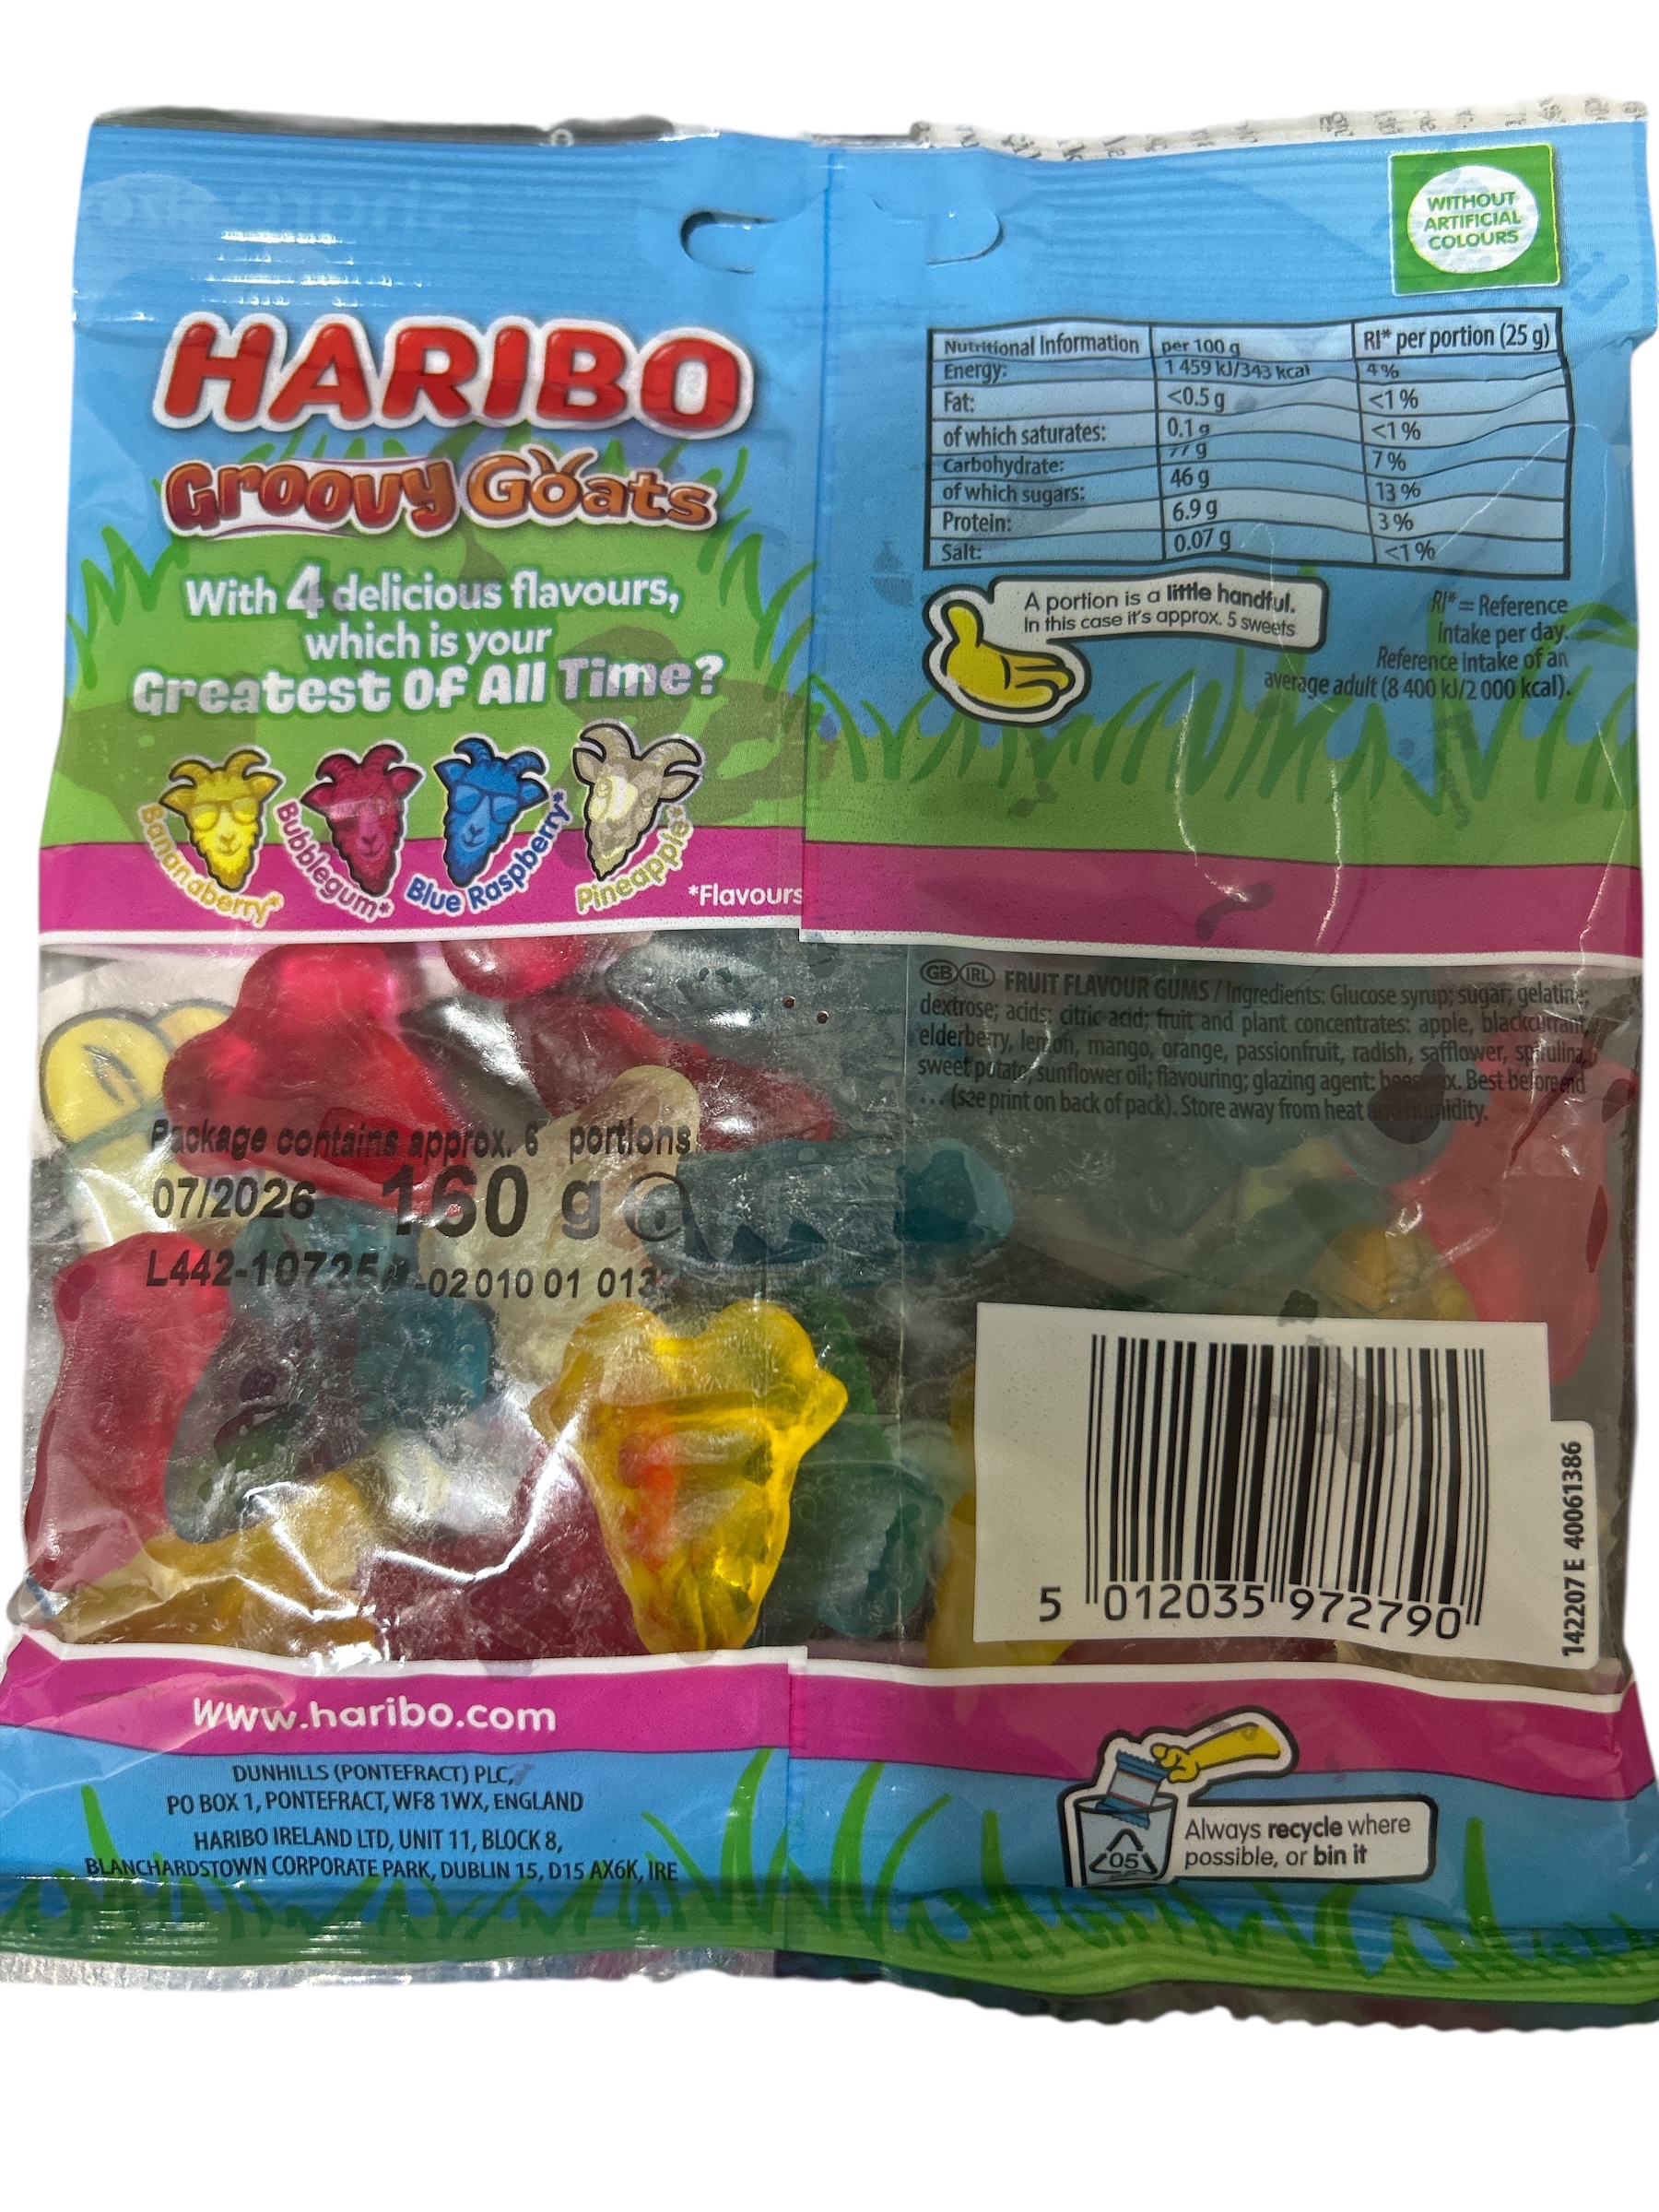 HARIBO
Groovy Goats
With 4 delicious flavours,
which is your
Greatest Of All Time?
Bananaberry*
Bubblegum*
Blue Raspberry*
Pineapple*
*Flavours
Package contains approx. 6 portions
07/2026 160 g e
-02 010 01 013
www.haribo.com
DUNHILLS (PONTEFRACT) PLC,
PO BOX 1, PONTEFRACT, WF8 1WX, ENGLAND
HARIBO IRELAND LTD, UNIT 11, BLOCK 8,
BLANCHARDSTOWN CORPORATE PARK, DUBLIN 15, D15 AX6K, IRE
WITHOUT
ARTIFICIAL
COLOURS
Nutritional Information per 100 g RI* per portion (25 g)
Energy: 1 459 kJ/343 kcal 4 %
Fat: <0.5 g <1 %
of which saturates: 0.1 g <1 %
Carbohydrate: 77 g 7 %
of which sugars: 46 g 13 %
Protein: 6.9 g 3 %
Salt: 0.07 g <1 %
A portion is a little handful.
In this case it's approx. 5 sweets
RI* = Reference
intake per day.
Reference intake of an
average adult (8 400 kJ/2 000 kcal).
GB IRL FRUIT FLAVOUR GUMS / Ingredients: Glucose syrup; sugar; gelatine;
dextrose; acids: citric acid; fruit and plant concentrates: apple, blackcurrant,
elderberry, lemon, mango, orange, passionfruit, radish, safflower, spirulina,
sweet potato; sunflower oil; flavouring; glazing agent: beeswax. Best before end
... (see print on back of pack). Store away from heat and humidity.
5 012035 972790
142207 E 40061386
05
Always recycle where
possible, or bin it